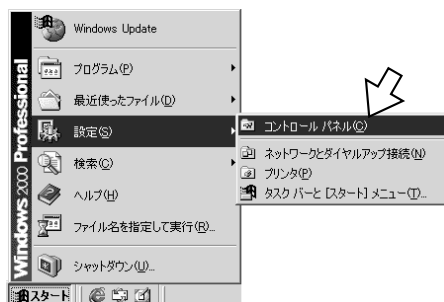 Windows Update
プログラム(P)
最近使ったファイル(D)
設定(S)
検索(C)
ヘルプ(H)
ファイル名を指定して実行(R)...
シャットダウン(U)...
Windows 2000 Professional
コントロール パネル(C)
ネットワークとダイヤルアップ接続(N)
プリンタ(P)
タスク バーと [スタート] メニュー(T)...
スタート